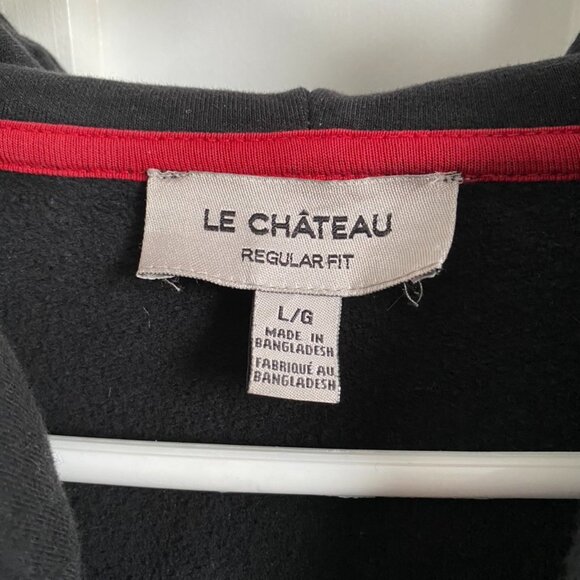 LE CHÂTEAU
REGULAR FIT
L/G
MADE IN
BANGLADESH
FABRIQUÉ AU
BANGLADESH